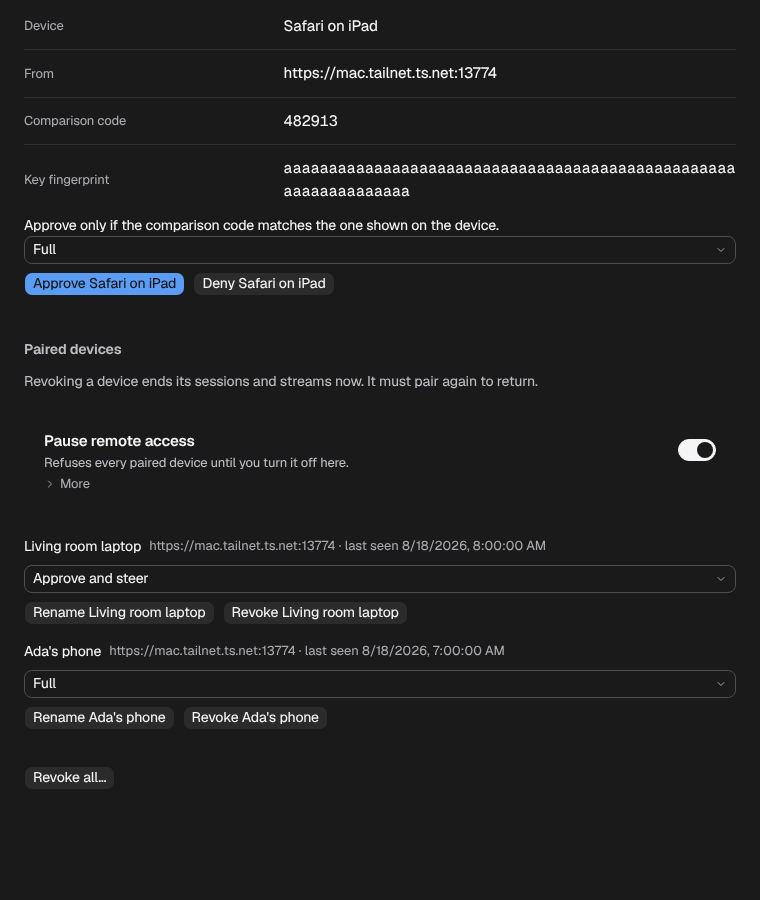 Device Safari on iPad
From https://mac.tailnet.ts.net:13774
Comparison code 482913
Key fingerprint aaaaaaaaaaaaaaaaaaaaaaaaaaaaaaaaaaaaaaaaaaaaaaaaaa
aaaaaaaaaaaaaa
Approve only if the comparison code matches the one shown on the device.
Full
Approve Safari on iPad Deny Safari on iPad
Paired devices
Revoking a device ends its sessions and streams now. It must pair again to return.
Pause remote access
Refuses every paired device until you turn it off here.
More
Living room laptop https://mac.tailnet.ts.net:13774 · last seen 8/18/2026, 8:00:00 AM
Approve and steer
Rename Living room laptop Revoke Living room laptop
Ada's phone https://mac.tailnet.ts.net:13774 · last seen 8/18/2026, 7:00:00 AM
Full
Rename Ada's phone Revoke Ada's phone
Revoke all…